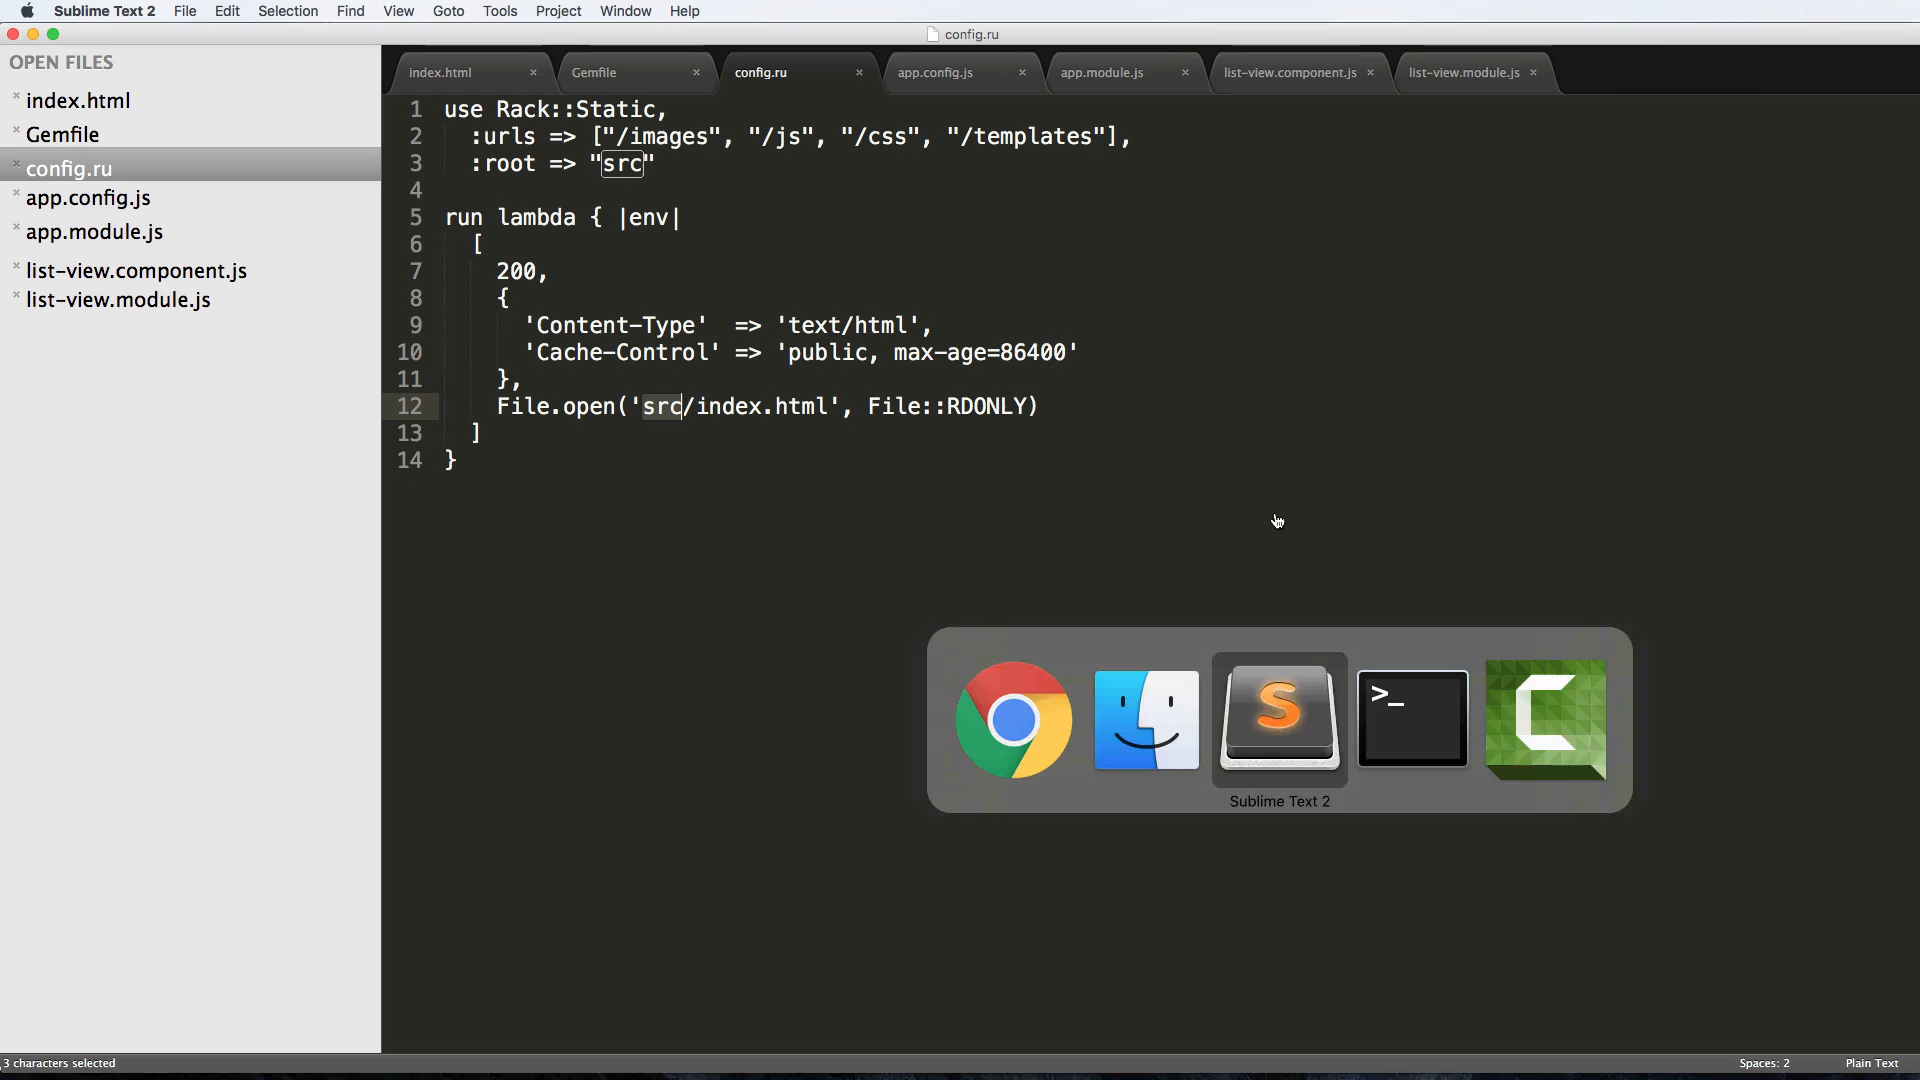 Sublime Text 2 File Edit Selection Find View Goto Tools Project Window Help
config.ru
OPEN FILES
index.html
Gemfile
config.ru
app.config.js
app.module.js
list-view.component.js
list-view.module.js
index.html × Gemfile × config.ru × app.config.js × app.module.js × list-view.component.js × list-view.module.js ×
1 use Rack::Static,
2   :urls => ["/images", "/js", "/css", "/templates"],
3   :root => "src"
4
5 run lambda { |env|
6   [
7     200,
8     {
9       'Content-Type'  => 'text/html',
10       'Cache-Control' => 'public, max-age=86400'
11     },
12     File.open('src/index.html', File::RDONLY)
13   ]
14 }
>_
S
C
Sublime Text 2
3 characters selected
Spaces: 2
Plain Text